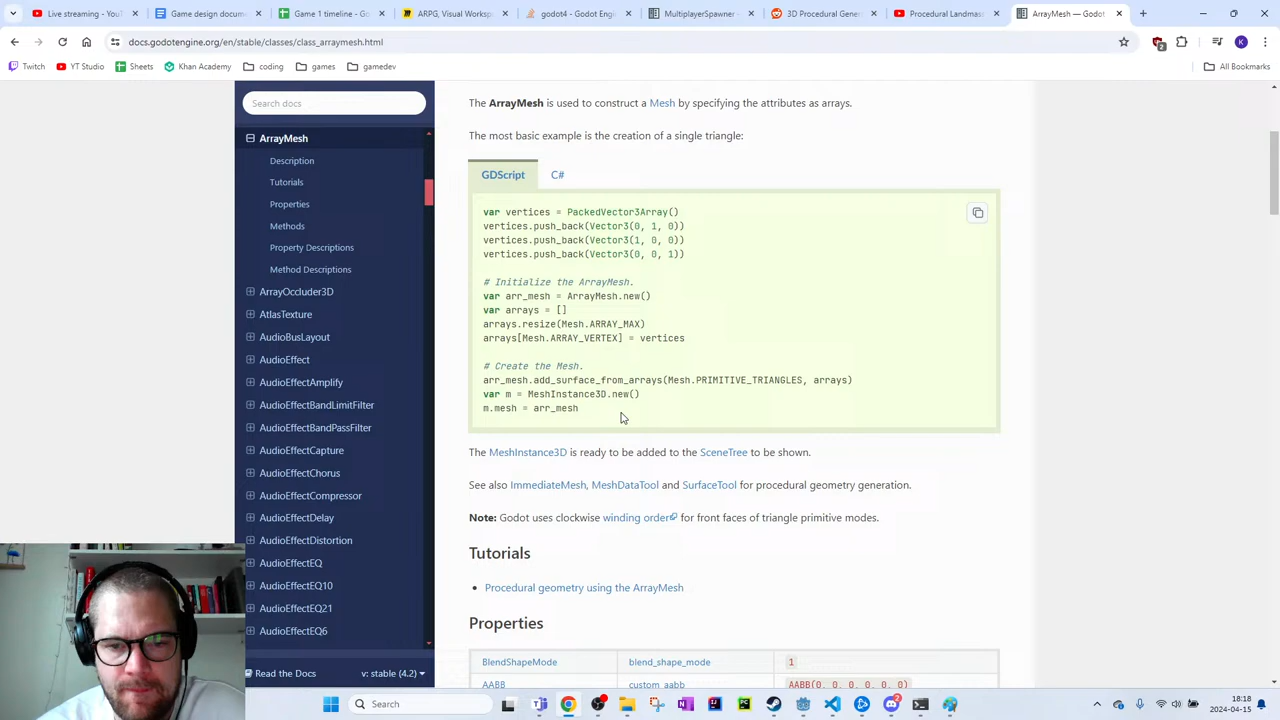 Live streaming - YouTu
Godot game design - G
Channel content - You
ARPG, Visual Studio -
godot4 - Godot Engin
MultiplayerSpawner
3D Procedural Dung
Procedural Landmas
ArrayMesh — Godot
docs.godotengine.org/en/stable/classes/class_arraymesh.html
Twitch
YT Studio
Sheets
Khan Academy
coding
games
gamedev
All Bookmarks
Search docs
ArrayMesh
Description
Tutorials
Properties
Methods
Property Descriptions
Method Descriptions
ArrayOccluder3D
AtlasTexture
AudioBusLayout
AudioEffect
AudioEffectAmplify
AudioEffectBandLimitFilter
AudioEffectBandPassFilter
AudioEffectCapture
AudioEffectChorus
AudioEffectCompressor
AudioEffectDelay
AudioEffectDistortion
AudioEffectEQ
AudioEffectEQ10
AudioEffectEQ21
AudioEffectEQ6
Read the Docs
v: stable (4.2)
The ArrayMesh is used to construct a Mesh by specifying the attributes as arrays.
The most basic example is the creation of a single triangle:
GDScript
C#
var vertices = PackedVector3Array()
vertices.push_back(Vector3(0, 1, 0))
vertices.push_back(Vector3(1, 0, 0))
vertices.push_back(Vector3(0, 0, 1))
# Initialize the ArrayMesh.
var arr_mesh = ArrayMesh.new()
var arrays = []
arrays.resize(Mesh.ARRAY_MAX)
arrays[Mesh.ARRAY_VERTEX] = vertices
# Create the Mesh.
arr_mesh.add_surface_from_arrays(Mesh.PRIMITIVE_TRIANGLES, arrays)
var m = MeshInstance3D.new()
m.mesh = arr_mesh
The MeshInstance3D is ready to be added to the SceneTree to be shown.
See also ImmediateMesh, MeshDataTool and SurfaceTool for procedural geometry generation.
Note: Godot uses clockwise winding order for front faces of triangle primitive modes.
Tutorials
Procedural geometry using the ArrayMesh
Properties
BlendShapeMode
blend_shape_mode
1
AABB
custom_aabb
AABB(0, 0, 0, 0, 0, 0)
Search
18:18
2024-04-15